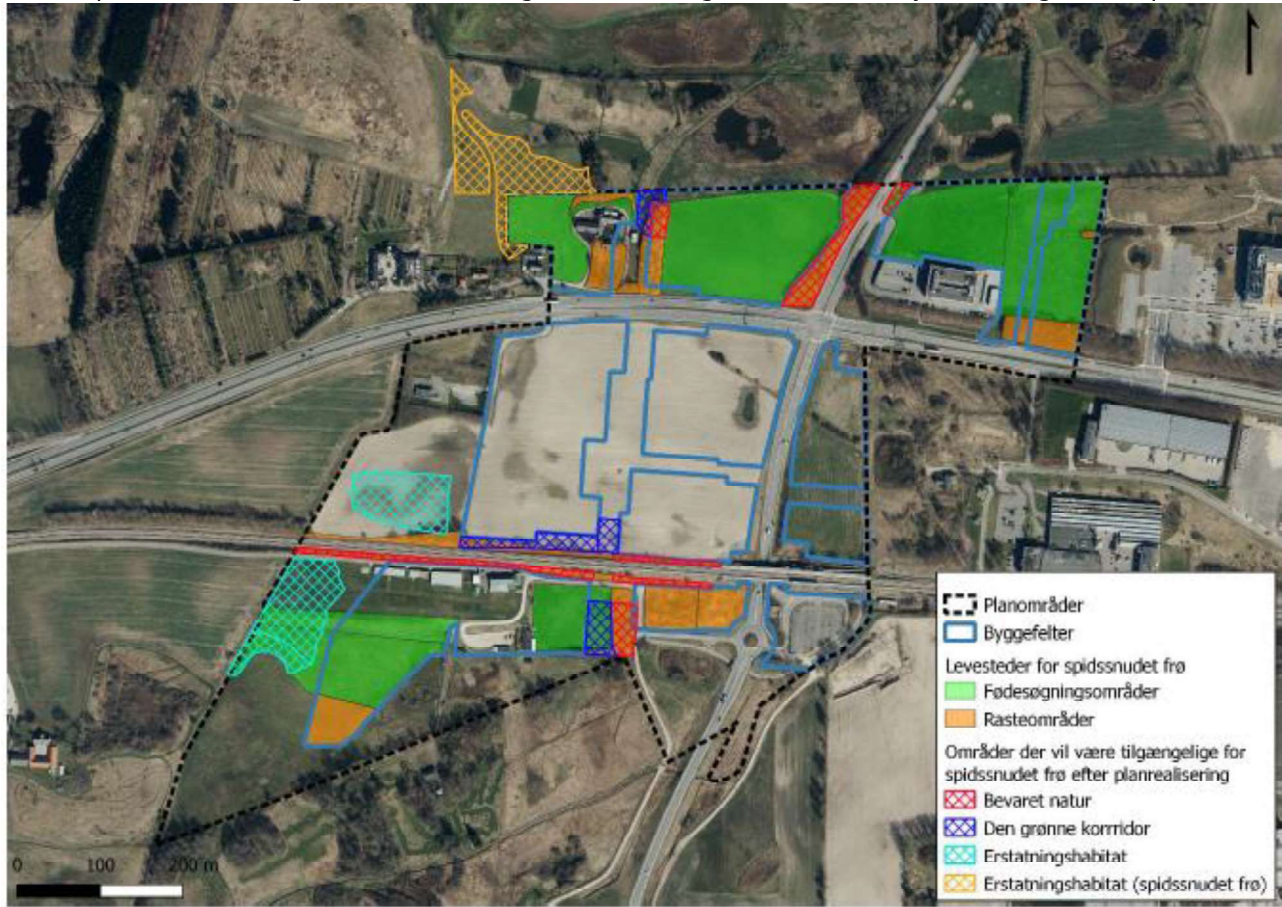 Planområder
Byggefelter
Levesteder for spidssnudet frø
Fødesøgningsområder
Rasteområder
Områder der vil være tilgængelige for
spidssnudet frø efter planrealisering
Bevaret natur
Den grønne korrridor
Erstatningshabitat
Erstatningshabitat (spidssnudet frø)
0 100 200 m